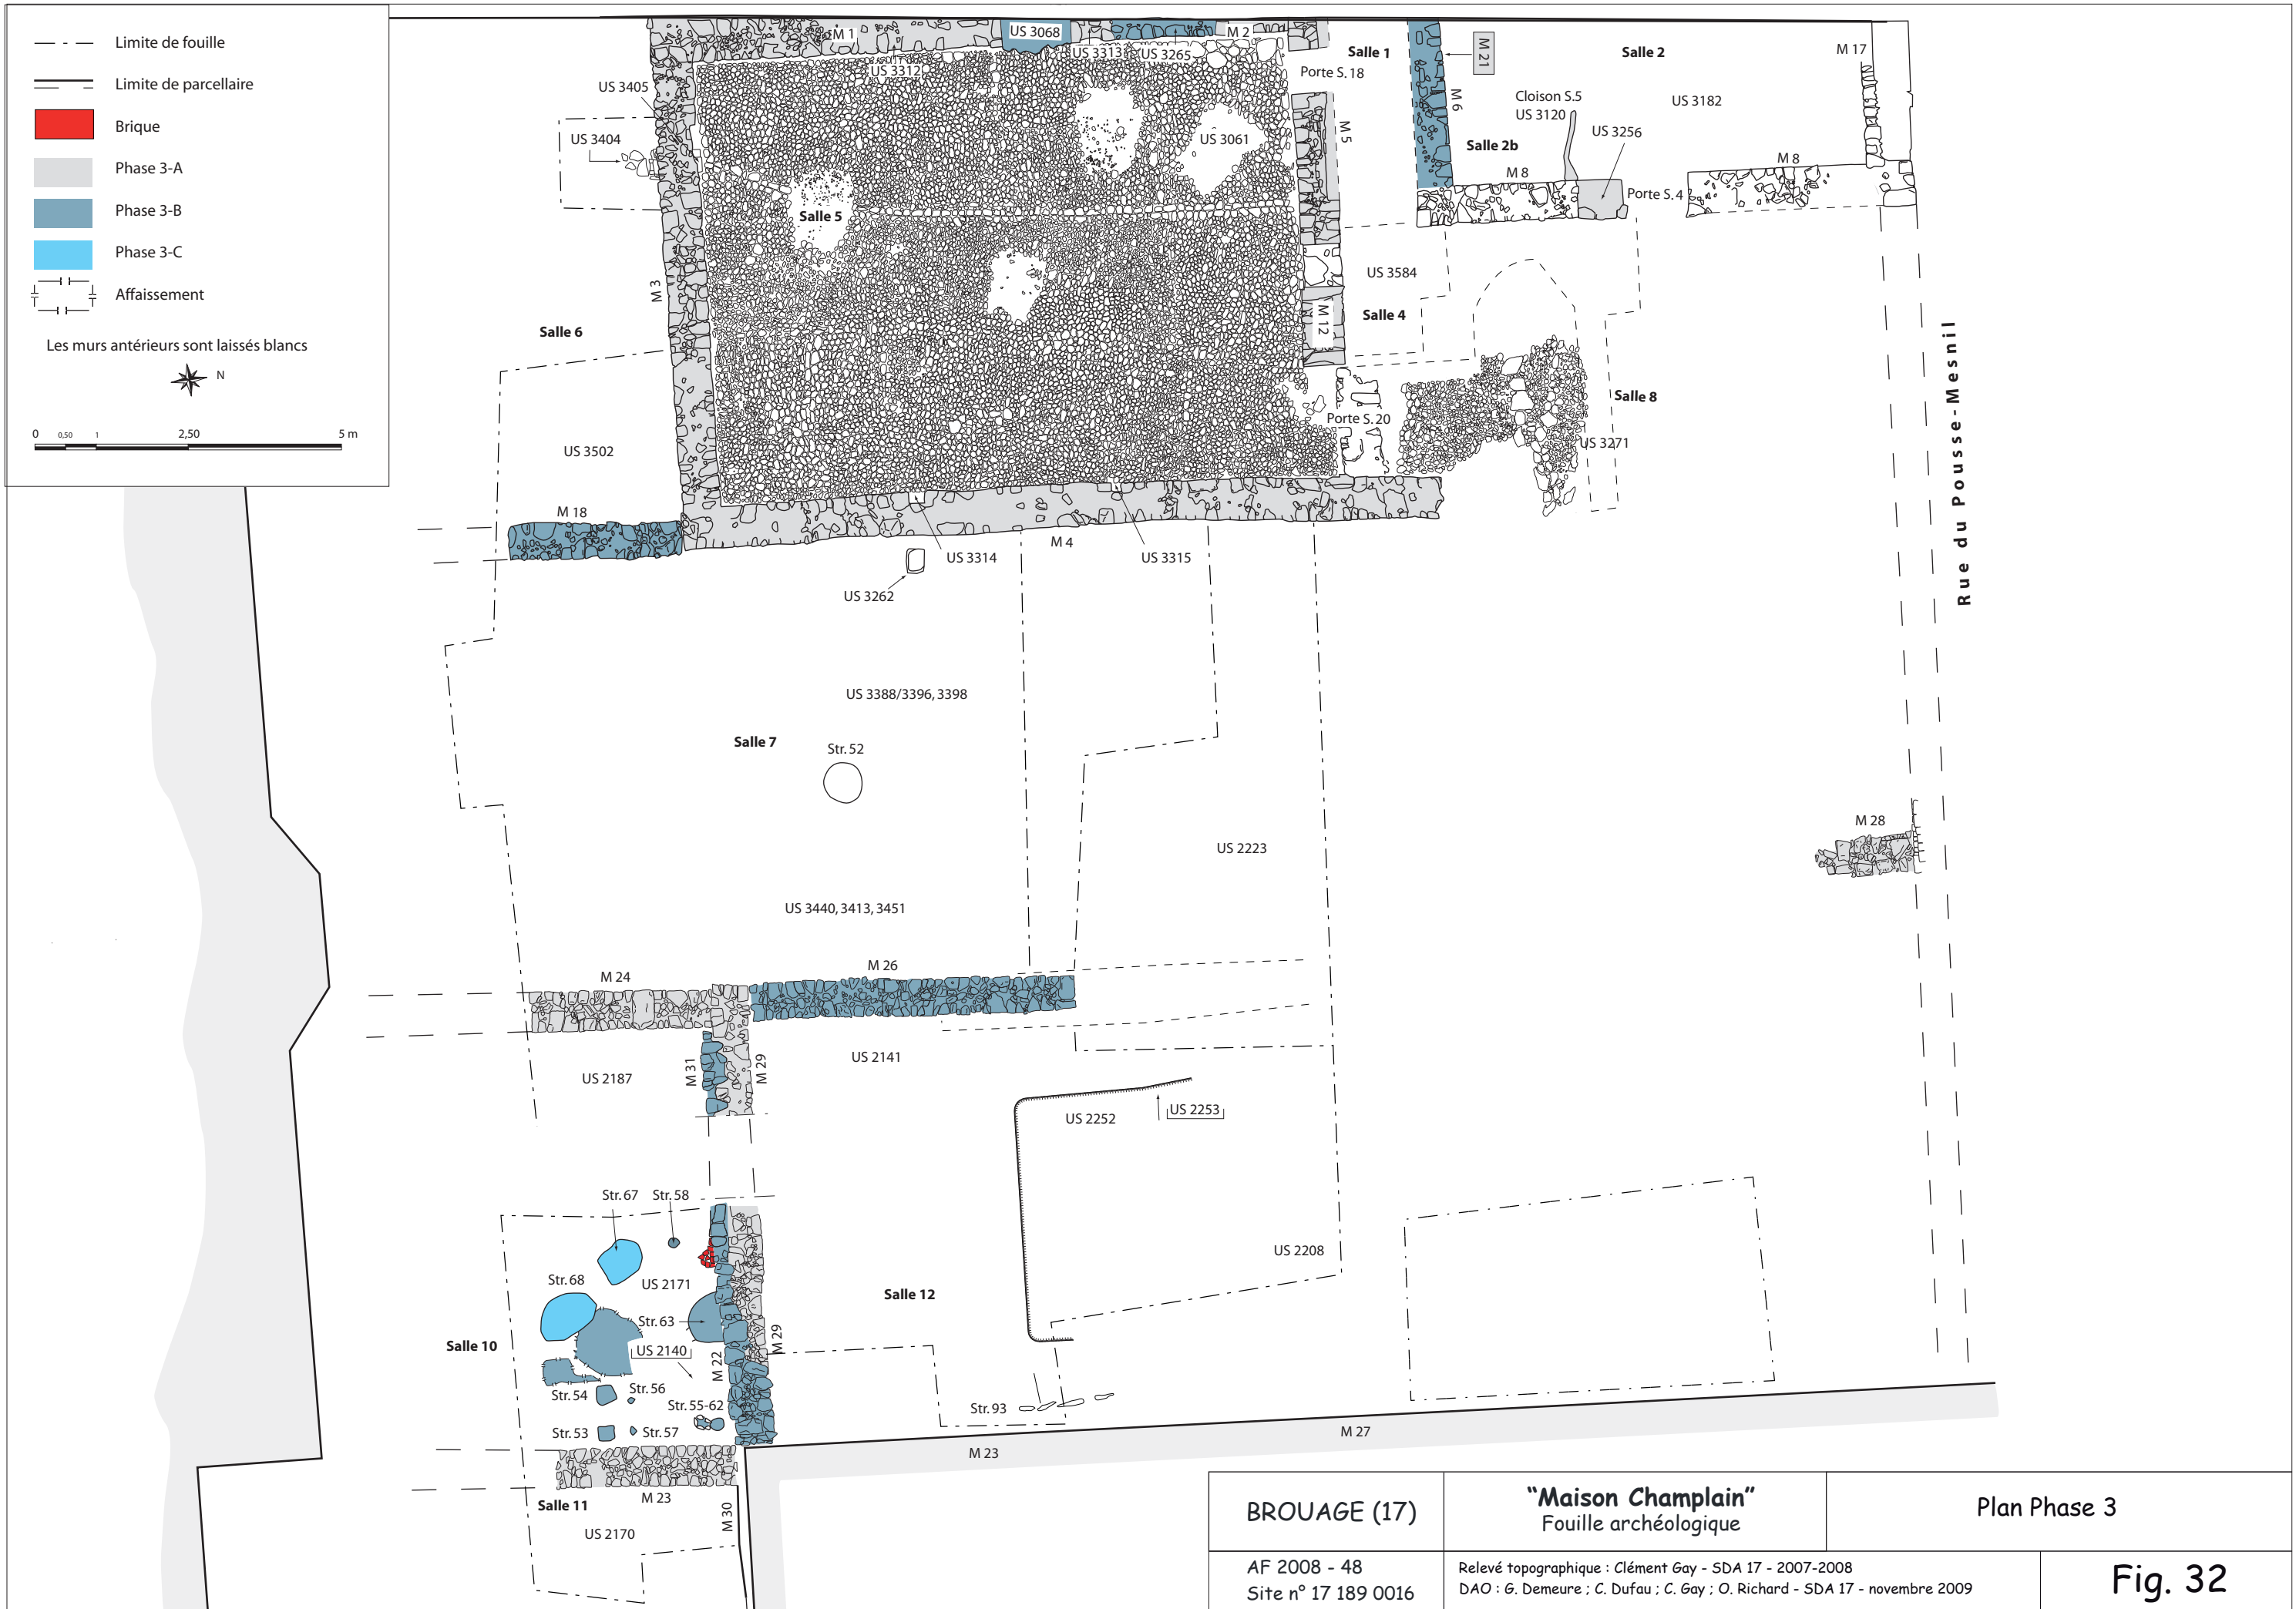 Limite de fouille
Limite de parcellaire
Brique
Phase 3-A
Phase 3-B
Phase 3-C
Affaissement
Les murs antérieurs sont laissés blancs
N
0 0,50 1 2,50 5 m
M 1
US 3068
M 2
US 3312
US 3313
US 3265
Salle 1
Porte S. 18
M 21
Salle 2
M 17
US 3405
US 3404
US 3061
M 5
M 6
Cloison S.5
US 3120
US 3182
US 3256
Salle 2b
M 8
Porte S. 4
M 8
Salle 5
M 3
US 3584
M 12
Salle 4
Salle 6
Salle 8
Porte S. 20
US 3271
US 3502
Rue du Pousse-Mesnil
M 18
M 4
US 3314
US 3315
US 3262
US 3388/3396, 3398
Salle 7
Str. 52
M 28
US 2223
US 3440, 3413, 3451
M 24
M 26
M 31
M 29
US 2141
US 2187
US 2252
US 2253
Str. 67
Str. 58
US 2171
US 2208
Str. 68
Salle 12
Str. 63
M 29
Salle 10
US 2140
M 22
Str. 54
Str. 56
Str. 55-62
Str. 93
Str. 53
Str. 57
M 27
M 23
M 23
Salle 11
M 30
US 2170
BROUAGE (17)
"Maison Champlain"
Fouille archéologique
Plan Phase 3
AF 2008 - 48
Site n° 17 189 0016
Relevé topographique : Clément Gay - SDA 17 - 2007-2008
DAO : G. Demeure ; C. Dufau ; C. Gay ; O. Richard - SDA 17 - novembre 2009
Fig. 32